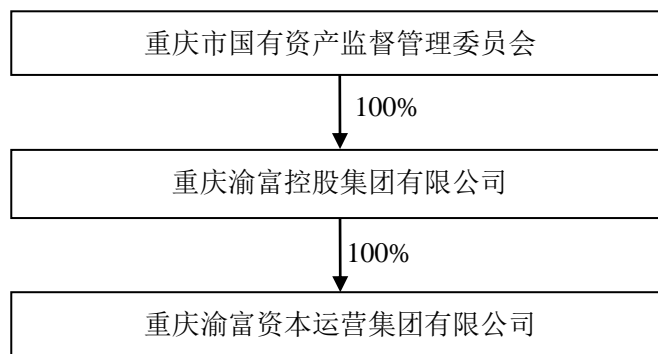 重庆市国有资产监督管理委员会
100%
重庆渝富控股集团有限公司
100%
重庆渝富资本运营集团有限公司